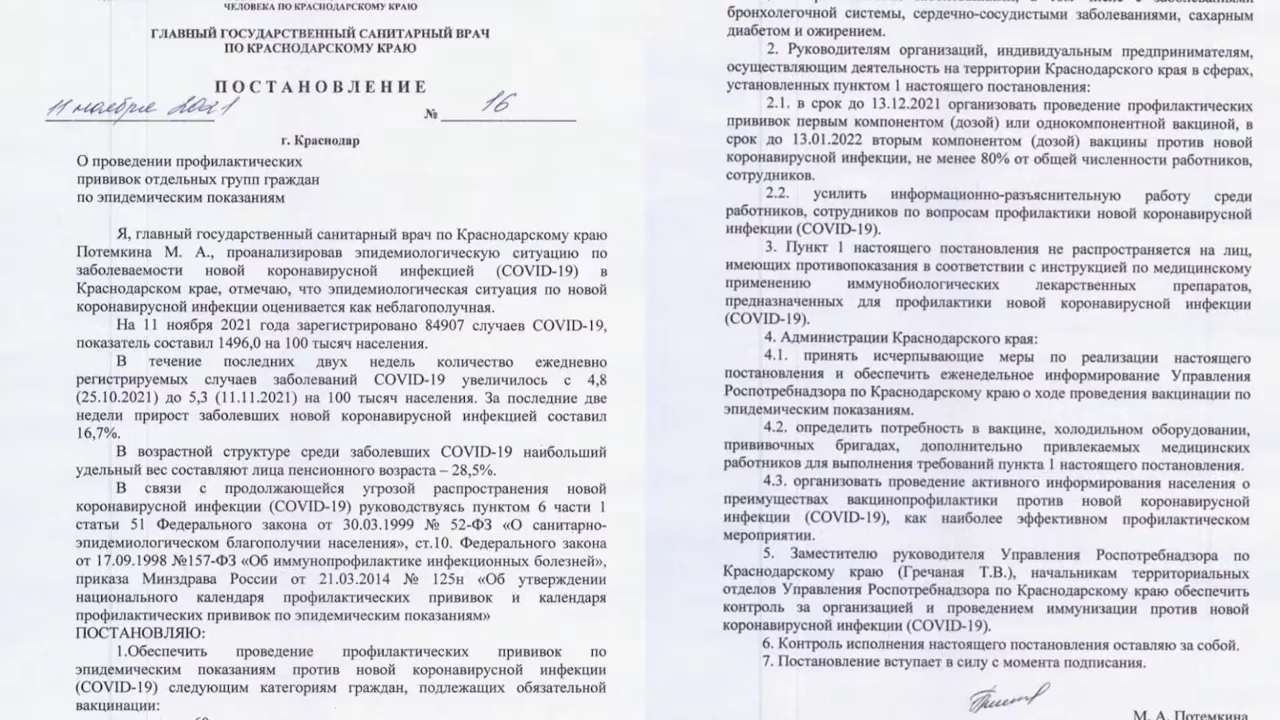 ЧЕЛОВЕКА ПО КРАСНОДАРСКОМУ КРАЮ
ГЛАВНЫЙ ГОСУДАРСТВЕННЫЙ САНИТАРНЫЙ ВРАЧ
ПО КРАСНОДАРСКОМУ КРАЮ
ПОСТАНОВЛЕНИЕ
11 ноября 2021 № 16
г. Краснодар
О проведении профилактических
прививок отдельных групп граждан
по эпидемическим показаниям
Я, главный государственный санитарный врач по Краснодарскому краю
Потемкина М. А., проанализировав эпидемиологическую ситуацию по
заболеваемости новой коронавирусной инфекцией (COVID-19) в
Краснодарском крае, отмечаю, что эпидемиологическая ситуация по новой
коронавирусной инфекции оценивается как неблагополучная.
На 11 ноября 2021 года зарегистрировано 84907 случаев COVID-19,
показатель составил 1496,0 на 100 тысяч населения.
В течение последних двух недель количество ежедневно
регистрируемых случаев заболеваний COVID-19 увеличилось с 4,8
(25.10.2021) до 5,3 (11.11.2021) на 100 тысяч населения. За последние две
недели прирост заболевших новой коронавирусной инфекцией составил
16,7%.
В возрастной структуре среди заболевших COVID-19 наибольший
удельный вес составляют лица пенсионного возраста – 28,5%.
В связи с продолжающейся угрозой распространения новой
коронавирусной инфекции (COVID-19) руководствуясь пунктом 6 части 1
статьи 51 Федерального закона от 30.03.1999 № 52-ФЗ «О санитарно-
эпидемиологическом благополучии населения», ст.10. Федерального закона
от 17.09.1998 №157-ФЗ «Об иммунопрофилактике инфекционных болезней»,
приказа Минздрава России от 21.03.2014 № 125н «Об утверждении
национального календаря профилактических прививок и календаря
профилактических прививок по эпидемическим показаниям»
ПОСТАНОВЛЯЮ:
1.Обеспечить проведение профилактических прививок по
эпидемическим показаниям против новой коронавирусной инфекции
(COVID-19) следующим категориям граждан, подлежащих обязательной
вакцинации:
бронхолегочной системы, сердечно-сосудистыми заболеваниями, сахарным
диабетом и ожирением.
2. Руководителям организаций, индивидуальным предпринимателям,
осуществляющим деятельность на территории Краснодарского края в сферах,
установленных пунктом 1 настоящего постановления:
2.1. в срок до 13.12.2021 организовать проведение профилактических
прививок первым компонентом (дозой) или однокомпонентной вакциной, в
срок до 13.01.2022 вторым компонентом (дозой) вакцины против новой
коронавирусной инфекции, не менее 80% от общей численности работников,
сотрудников.
2.2. усилить информационно-разъяснительную работу среди
работников, сотрудников по вопросам профилактики новой коронавирусной
инфекции (COVID-19).
3. Пункт 1 настоящего постановления не распространяется на лиц,
имеющих противопоказания в соответствии с инструкцией по медицинскому
применению иммунобиологических лекарственных препаратов,
предназначенных для профилактики новой коронавирусной инфекции
(COVID-19).
4. Администрации Краснодарского края:
4.1. принять исчерпывающие меры по реализации настоящего
постановления и обеспечить еженедельное информирование Управления
Роспотребнадзора по Краснодарскому краю о ходе проведения вакцинации по
эпидемическим показаниям.
4.2. определить потребность в вакцине, холодильном оборудовании,
прививочных бригадах, дополнительно привлекаемых медицинских
работников для выполнения требований пункта 1 настоящего постановления.
4.3. организовать проведение активного информирования населения о
преимуществах вакцинопрофилактики против новой коронавирусной
инфекции (COVID-19), как наиболее эффективном профилактическом
мероприятии.
5. Заместителю руководителя Управления Роспотребнадзора по
Краснодарскому краю (Гречаная Т.В.), начальникам территориальных
отделов Управления Роспотребнадзора по Краснодарскому краю обеспечить
контроль за организацией и проведением иммунизации против новой
коронавирусной инфекции (COVID-19).
6. Контроль исполнения настоящего постановления оставляю за собой.
7. Постановление вступает в силу с момента подписания.
М. А. Потемкина